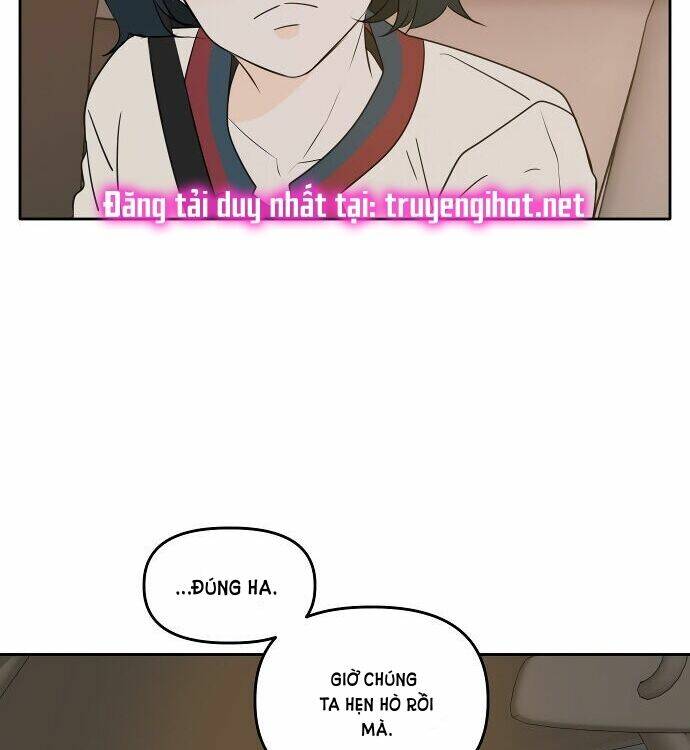 Đăng tải duy nhất tại: truyengihot.net
...ĐÚNG HA.
GIỜ CHÚNG
TA HẸN HÒ RỒI
MÀ.